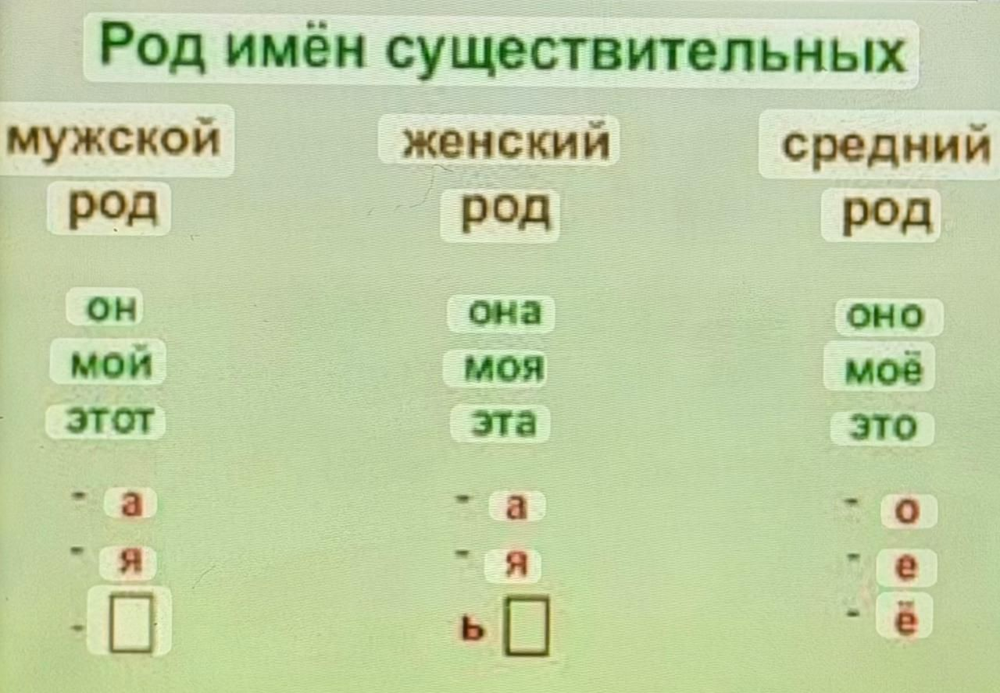 Род имён существительных
мужской женский средний
род род род
он она оно
мой моя моё
этот эта это
- а - а - о
- я - я - е
- ь - ё